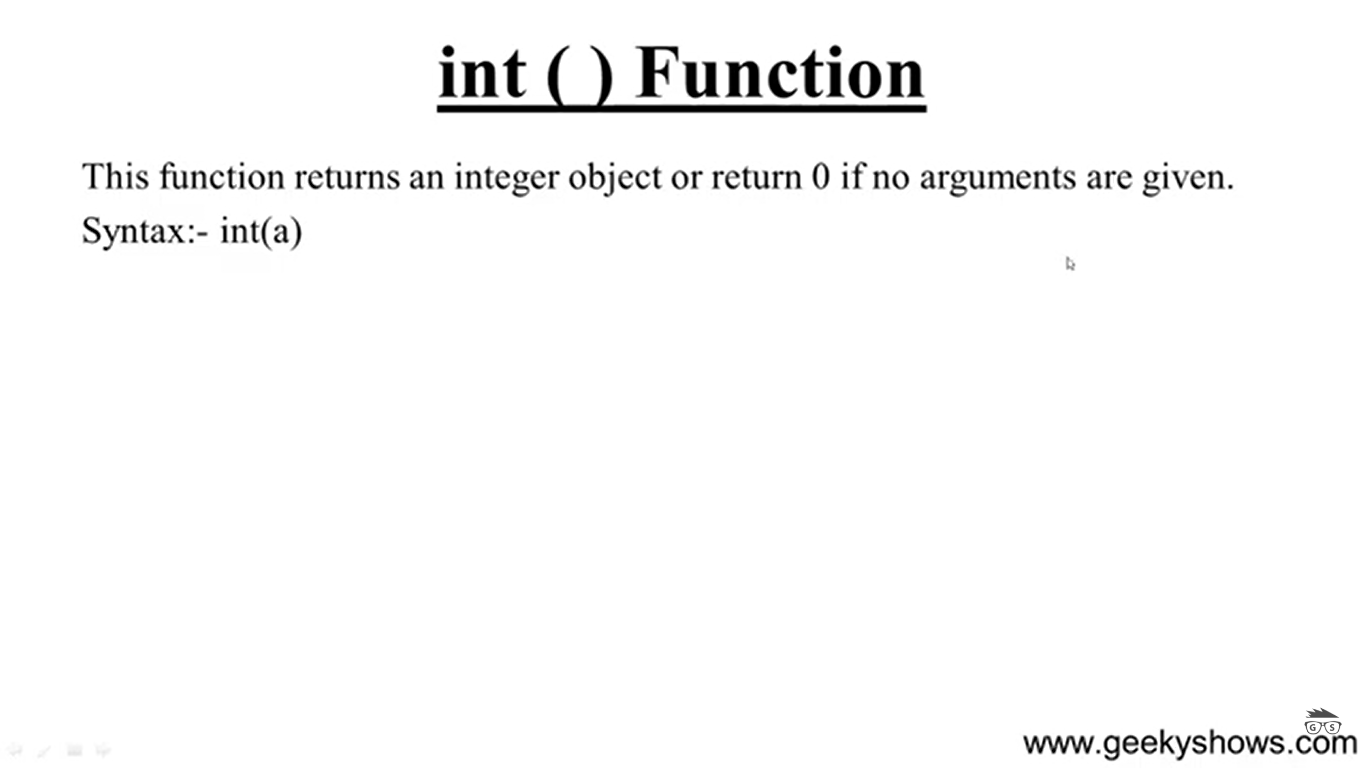 int ( ) Function
This function returns an integer object or return 0 if no arguments are given.
Syntax:- int(a)
G S
www.geekyshows.com